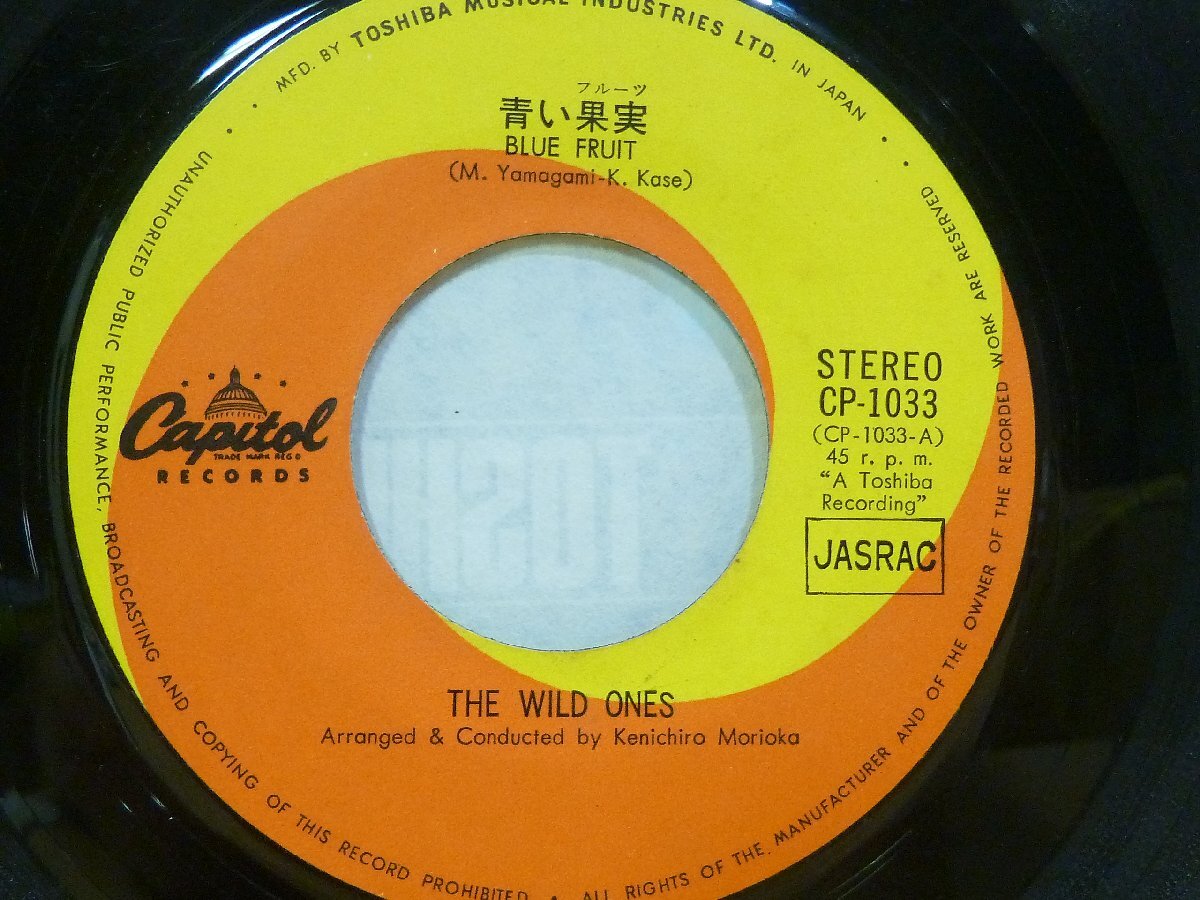 MFD. BY TOSHIBA MUSICAL INDUSTRIES LTD. IN JAPAN
フルーツ
青い果実
BLUE FRUIT
(M. Yamagami-K. Kase)
Capitol
TRADE MARK REG'D
RECORDS
STEREO
CP-1033
(CP-1033-A)
45 r. p. m.
“A Toshiba
Recording”
JASRAC
THE WILD ONES
Arranged & Conducted by Kenichiro Morioka
UNAUTHORIZED PUBLIC PERFORMANCE, BROADCASTING AND COPYING OF THIS RECORD PROHIBITED • ALL RIGHTS OF THE MANUFACTURER AND OF THE OWNER OF THE RECORDED WORK ARE RESERVED